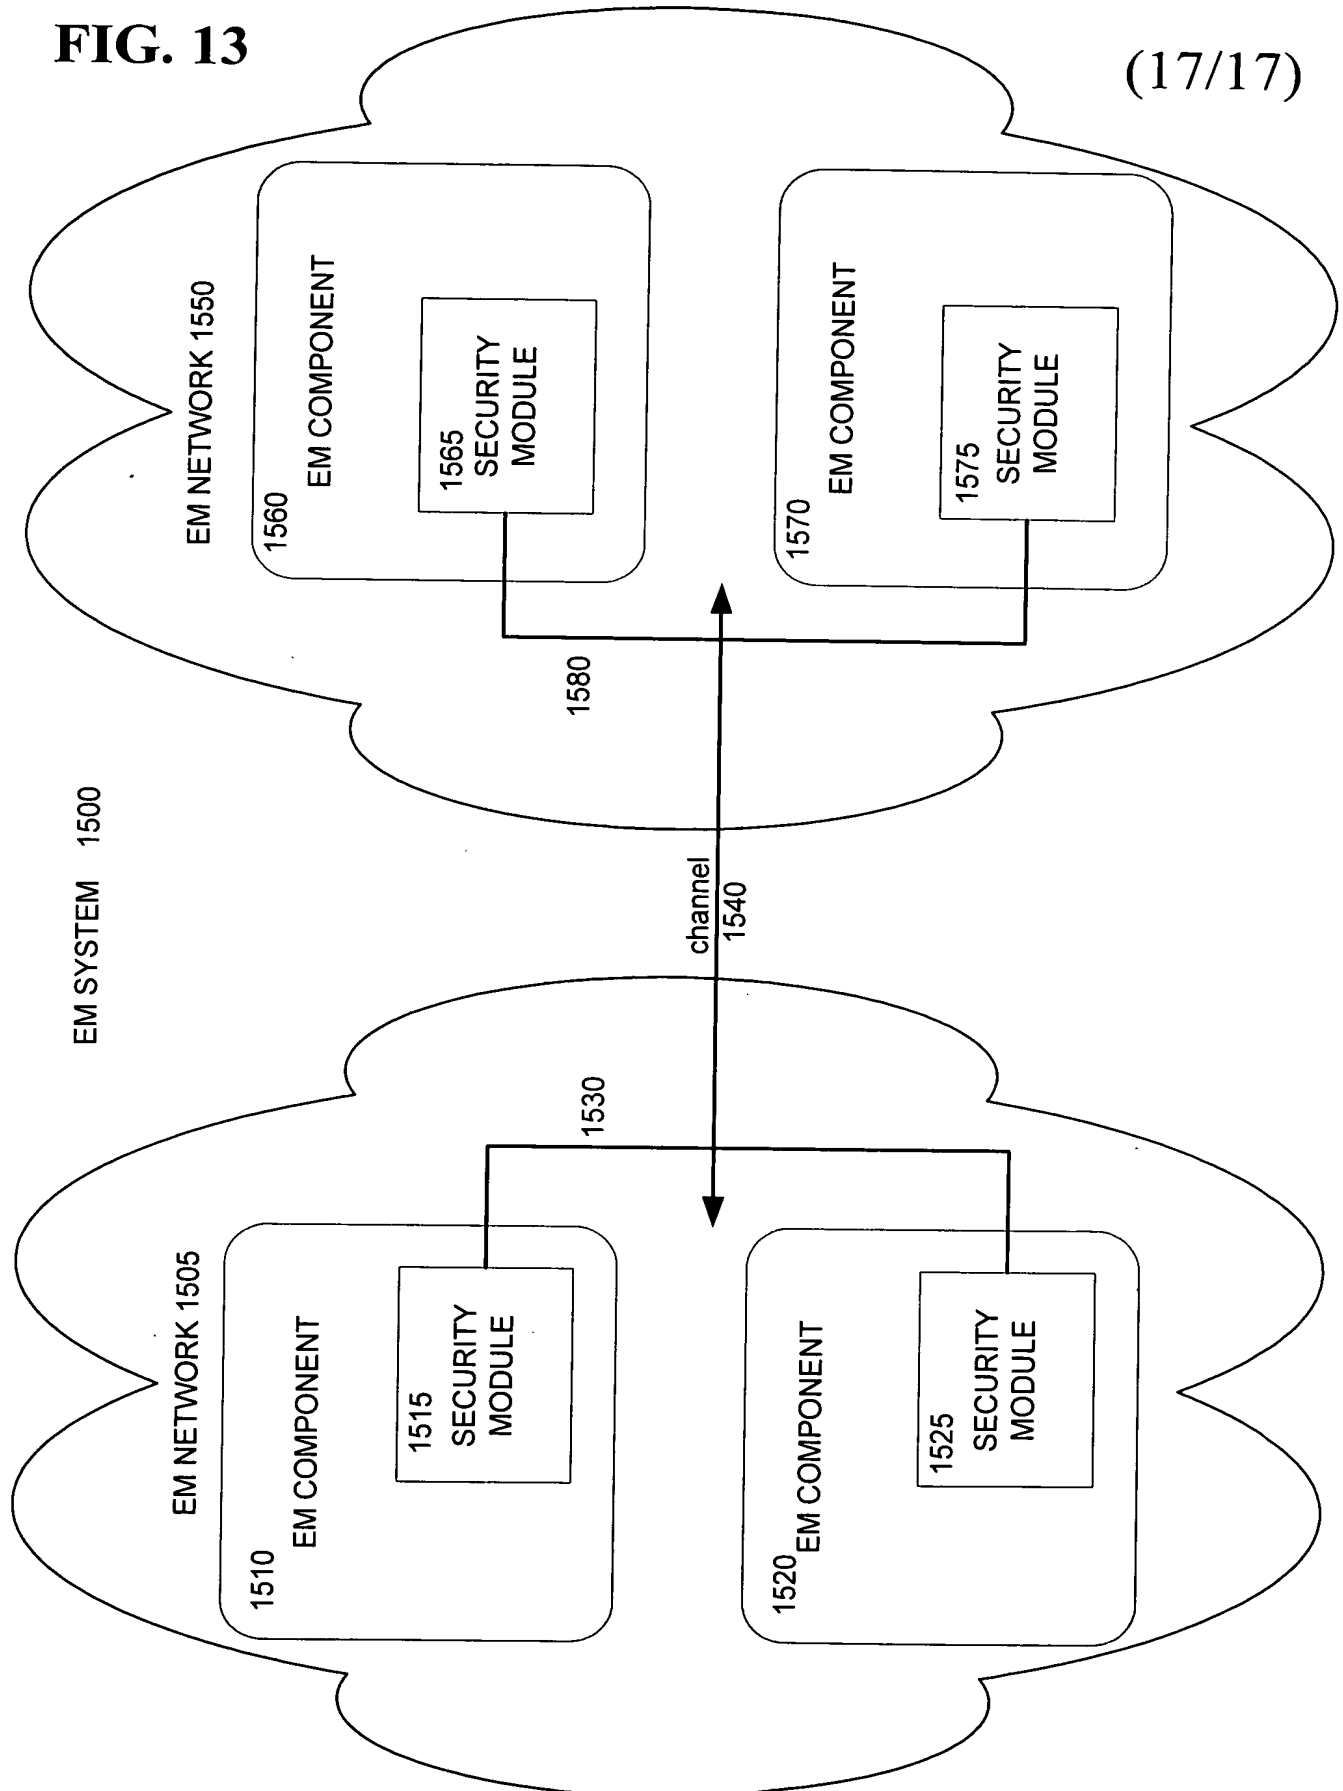 FIG. 13
(17/17)
EM SYSTEM 1500
EM NETWORK 1505
1510
EM COMPONENT
1515
SECURITY
MODULE
1520
EM COMPONENT
1525
SECURITY
MODULE
1530
channel
1540
EM NETWORK 1550
1560
EM COMPONENT
1565
SECURITY
MODULE
1570
EM COMPONENT
1575
SECURITY
MODULE
1580